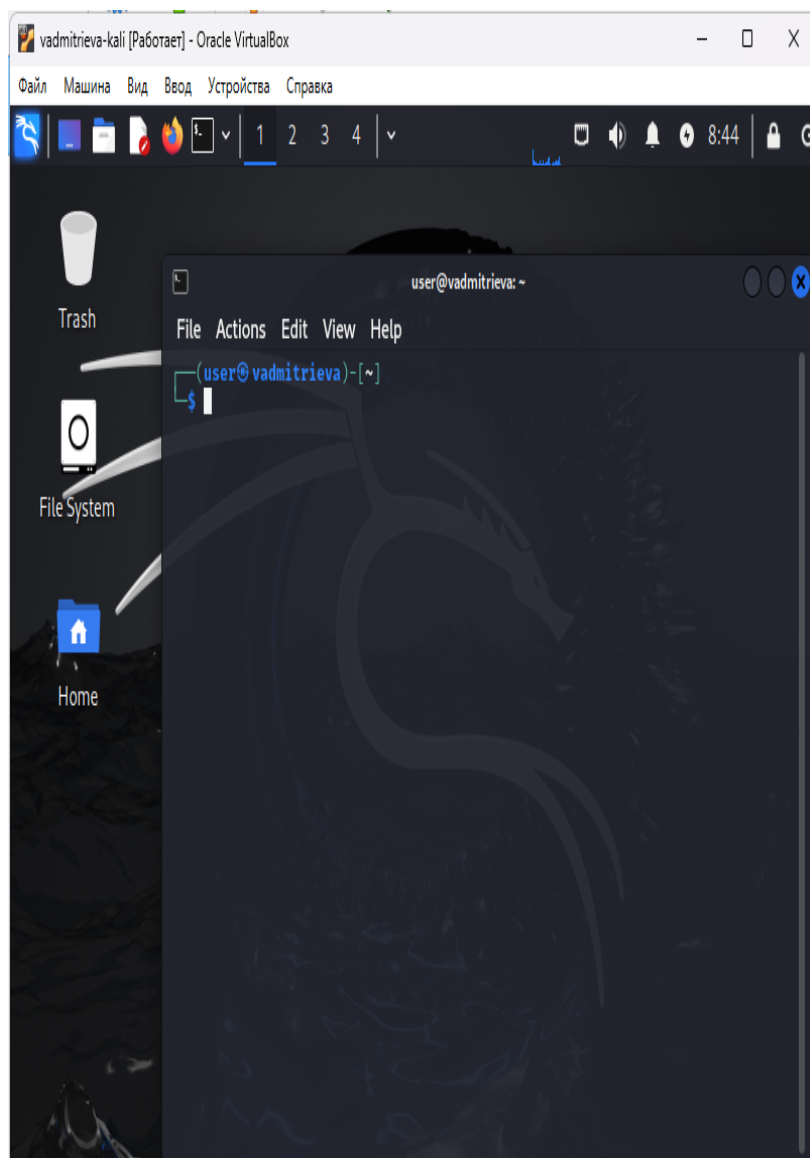 vadmitrieva-kali [Работает] - Oracle VirtualBox
Файл Машина Вид Ввод Устройства Справка
1 2 3 4 8:44
user@vadmitrieva: ~
Trash
File Actions Edit View Help
┌──(user㉿vadmitrieva)-[~]
└─$
File System
Home